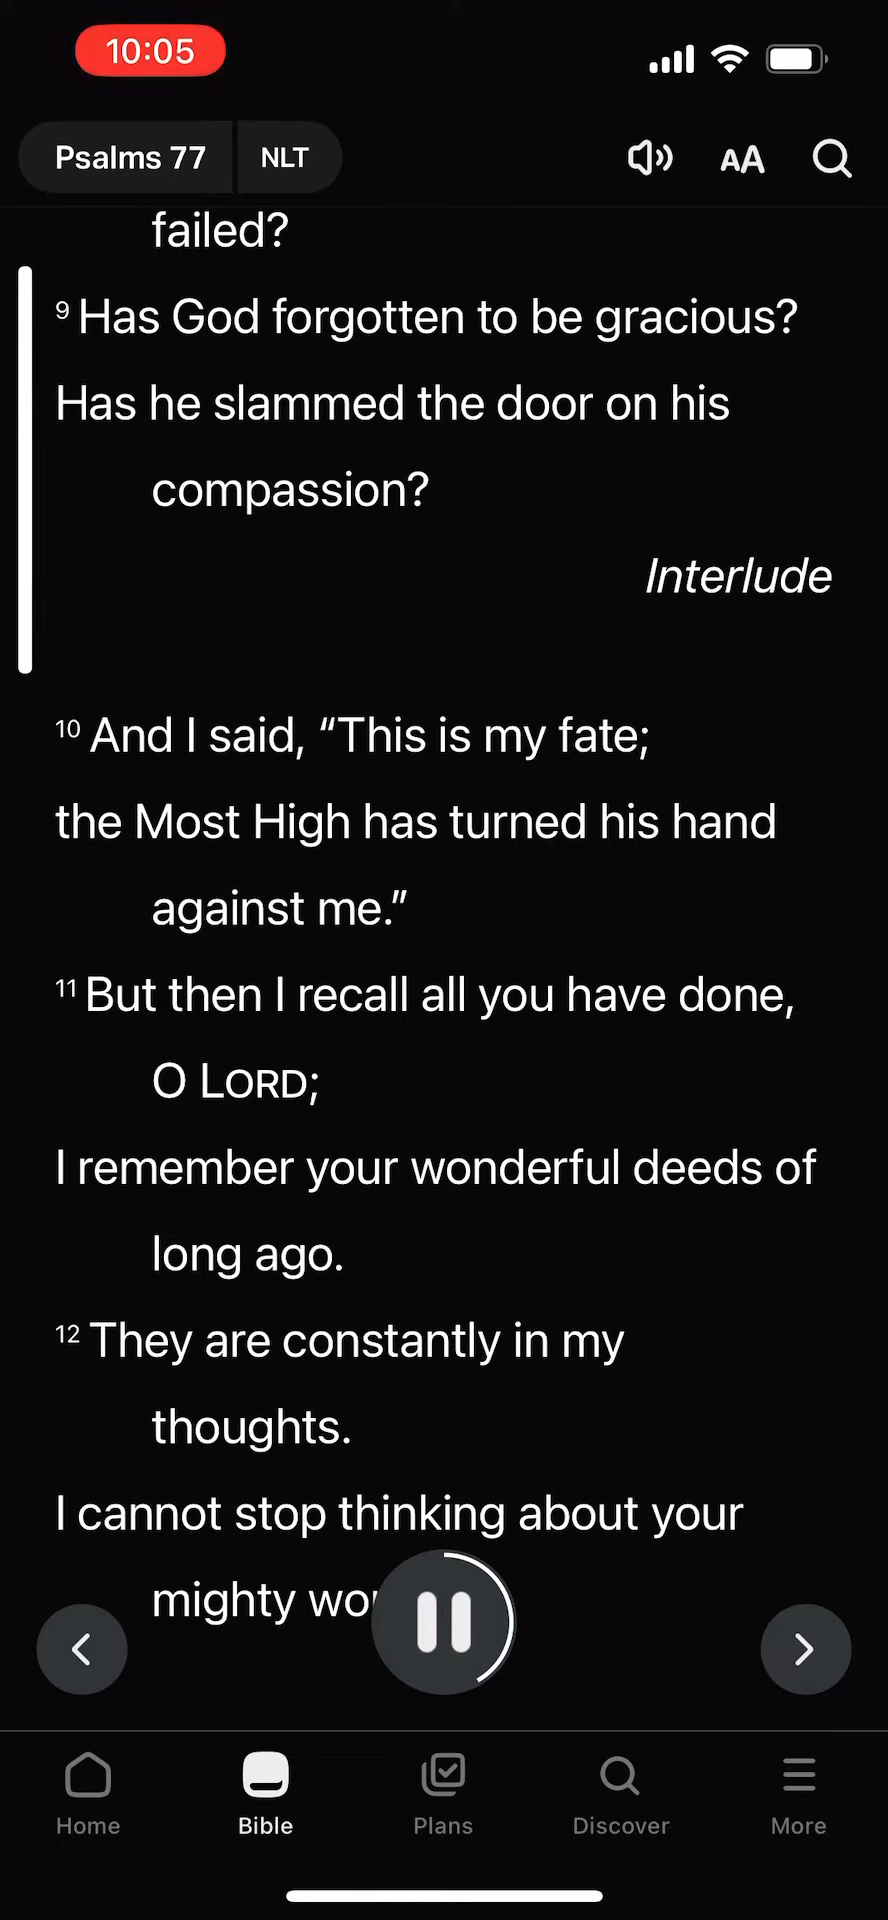 10:05
Psalms 77 NLT AA
failed?
9 Has God forgotten to be gracious?
Has he slammed the door on his
compassion?
Interlude
10 And I said, “This is my fate;
the Most High has turned his hand
against me.”
11 But then I recall all you have done,
O LORD;
I remember your wonderful deeds of
long ago.
12 They are constantly in my
thoughts.
I cannot stop thinking about your
mighty
Home Bible Plans Discover More